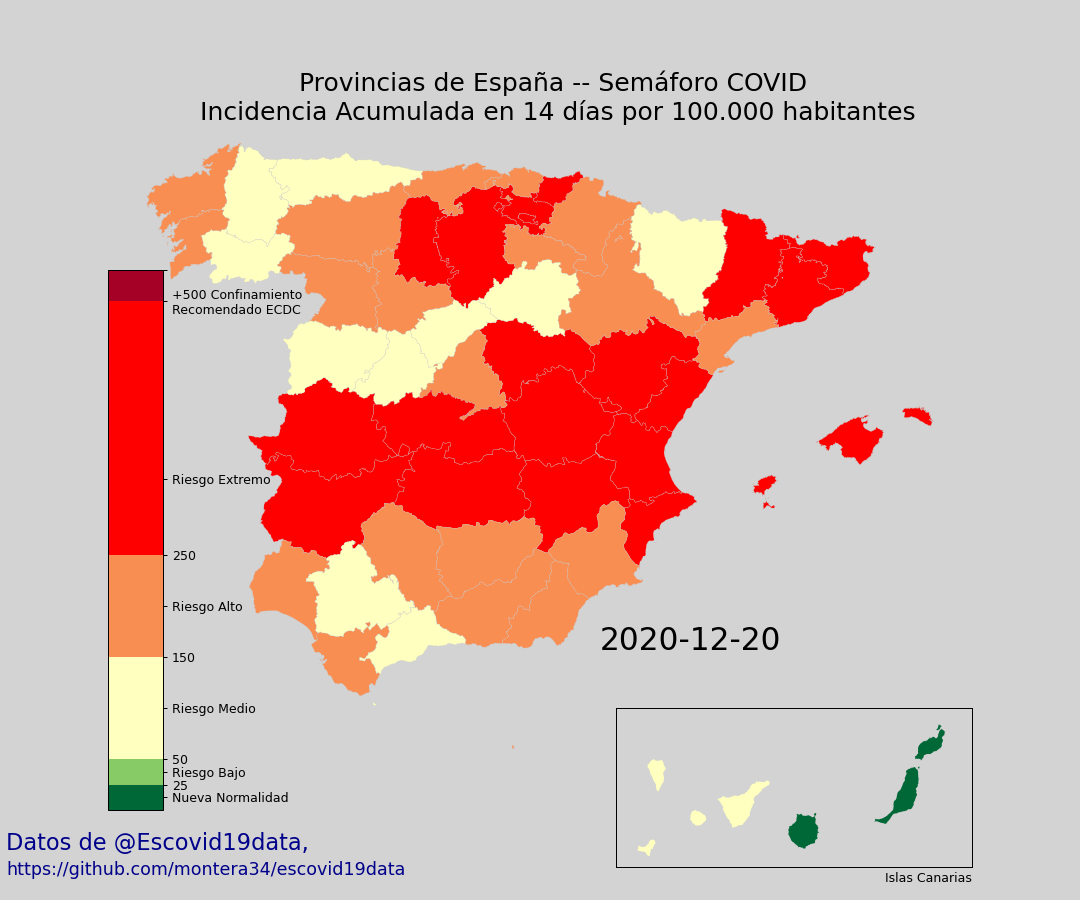 Provincias de España -- Semáforo COVID
Incidencia Acumulada en 14 días por 100.000 habitantes
+500 Confinamiento
Recomendado ECDC
Riesgo Extremo
250
Riesgo Alto
150
Riesgo Medio
50
Riesgo Bajo
25
Nueva Normalidad
2020-12-20
Islas Canarias
Datos de @Escovid19data,
https://github.com/montera34/escovid19data